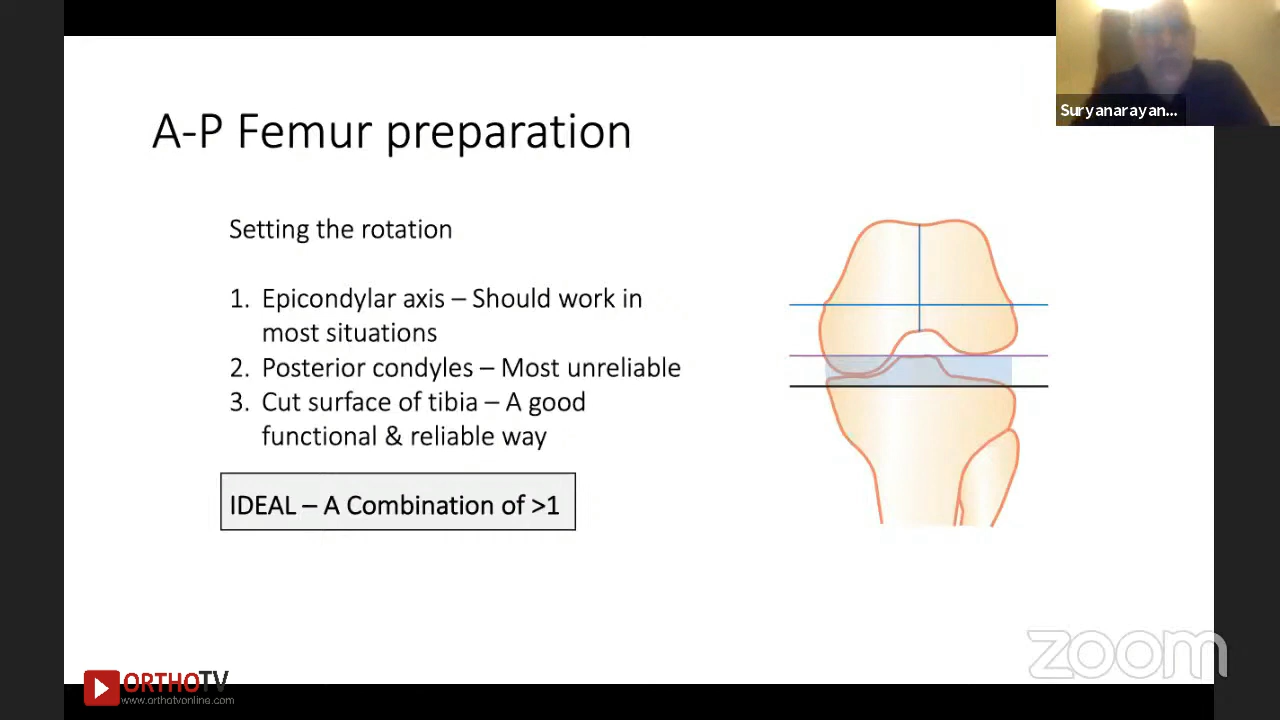 Suryanarayan...
A-P Femur preparation
Setting the rotation
1. Epicondylar axis – Should work in
most situations
2. Posterior condyles – Most unreliable
3. Cut surface of tibia – A good
functional & reliable way
IDEAL – A Combination of >1
zoom
ORTHOTV
www.orthotvonline.com